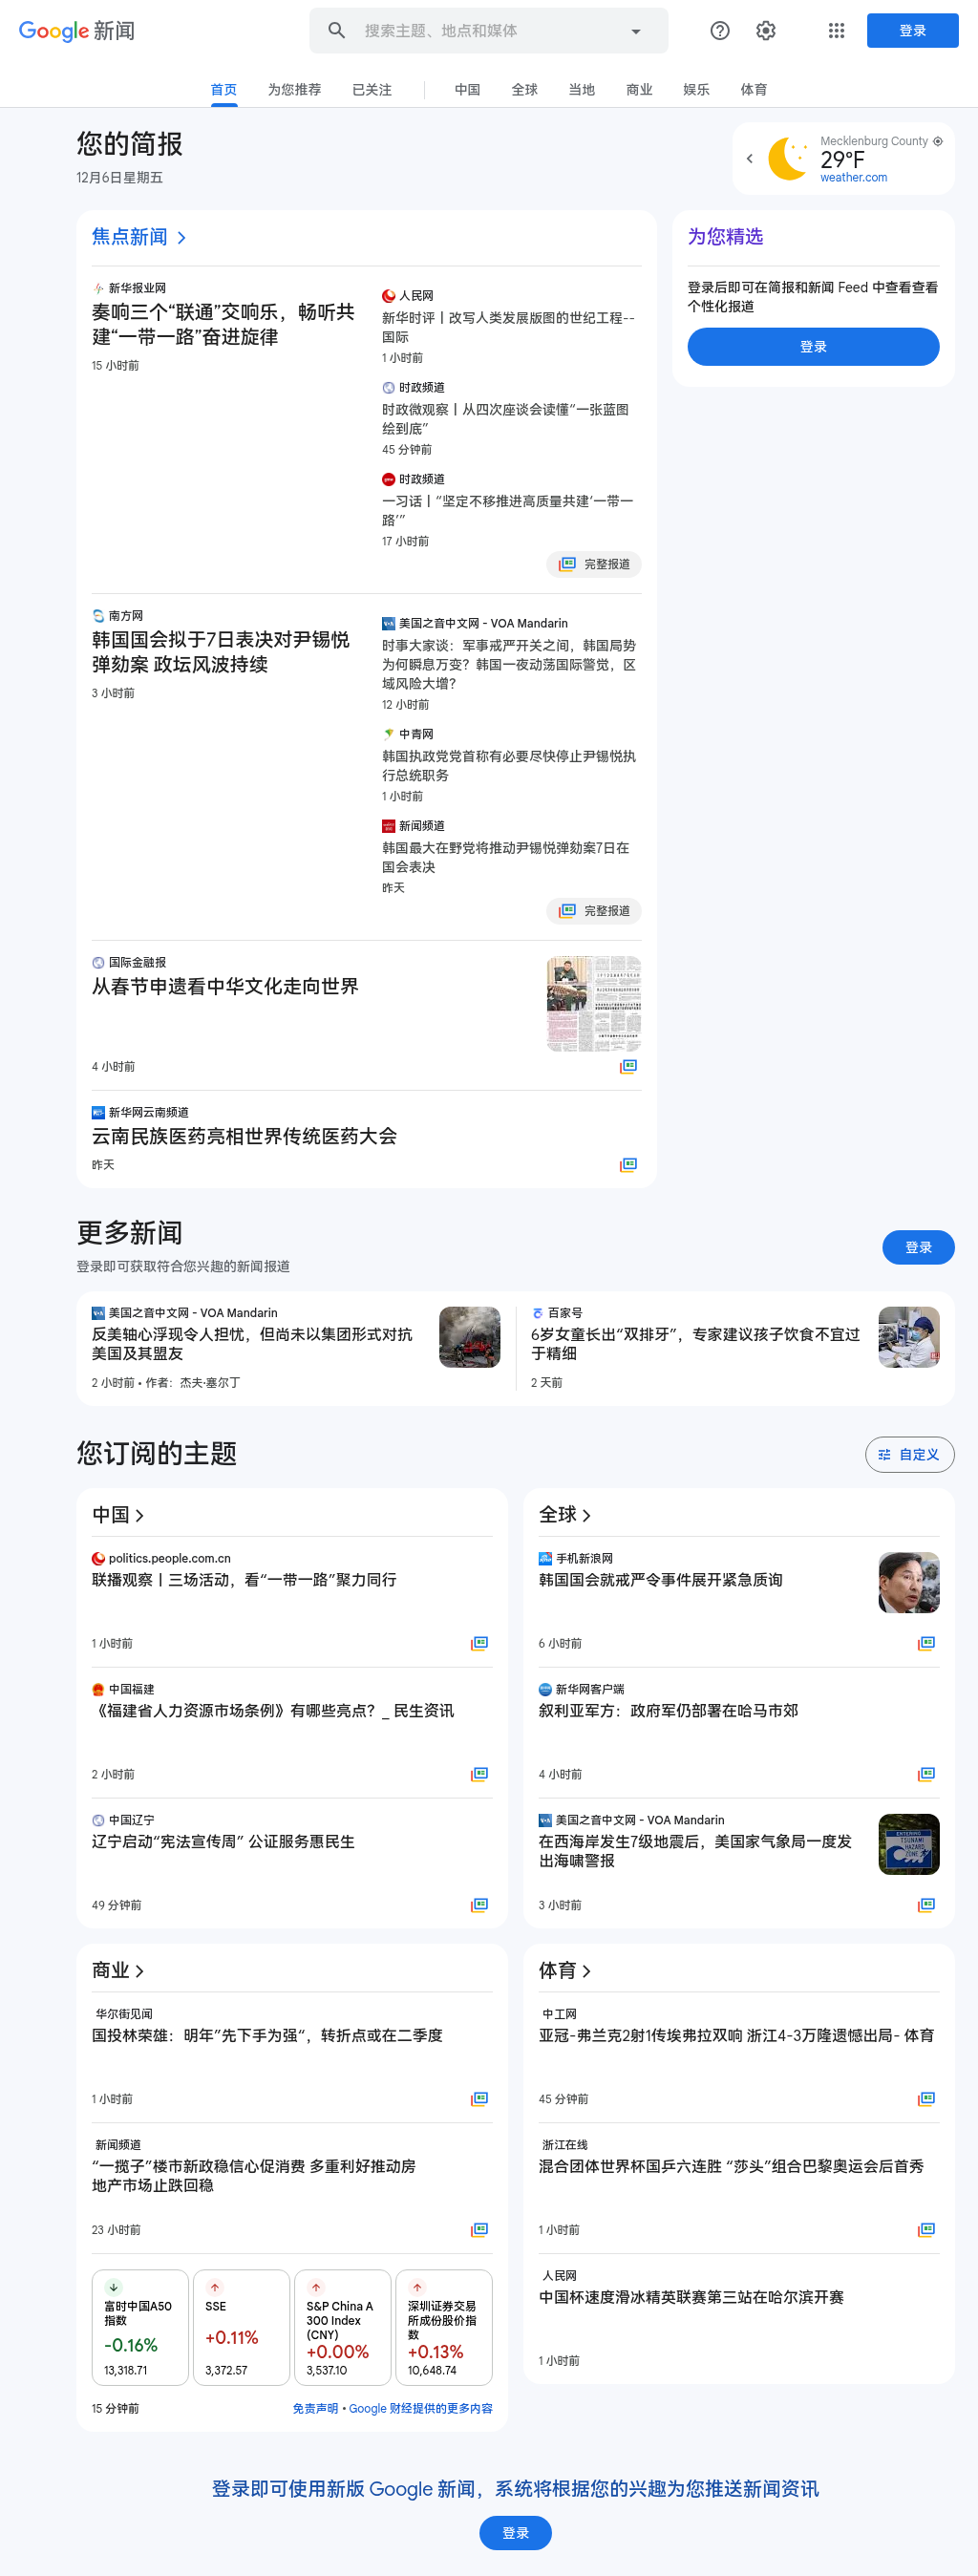 Google 新闻
搜索主题、地点和媒体
登录
首页
为您推荐
已关注
中国
全球
当地
商业
娱乐
体育
您的简报
12月6日星期五
Mecklenburg County
29°F
weather.com
焦点新闻
新华报业网
奏响三个“联通”交响乐，畅听共
建“一带一路”奋进旋律
15 小时前
人民网
新华时评丨改写人类发展版图的世纪工程--
国际
1 小时前
时政频道
时政微观察丨从四次座谈会读懂“一张蓝图
绘到底”
45 分钟前
时政频道
一习话丨“坚定不移推进高质量共建‘一带一
路’”
17 小时前
完整报道
为您精选
登录后即可在简报和新闻 Feed 中查看查看
个性化报道
登录
南方网
韩国国会拟于7日表决对尹锡悦
弹劾案 政坛风波持续
3 小时前
美国之音中文网 - VOA Mandarin
时事大家谈：军事戒严开关之间，韩国局势
为何瞬息万变？韩国一夜动荡国际警觉，区
域风险大增？
12 小时前
中青网
韩国执政党党首称有必要尽快停止尹锡悦执
行总统职务
1 小时前
新闻频道
韩国最大在野党将推动尹锡悦弹劾案7日在
国会表决
昨天
完整报道
国际金融报
从春节申遗看中华文化走向世界
4 小时前
新华网云南频道
云南民族医药亮相世界传统医药大会
昨天
更多新闻
登录即可获取符合您兴趣的新闻报道
登录
美国之音中文网 - VOA Mandarin
反美轴心浮现令人担忧，但尚未以集团形式对抗
美国及其盟友
2 小时前 • 作者：杰夫·塞尔丁
百家号
6岁女童长出“双排牙”，专家建议孩子饮食不宜过
于精细
2 天前
您订阅的主题
自定义
中国
politics.people.com.cn
联播观察丨三场活动，看“一带一路”聚力同行
1 小时前
中国福建
《福建省人力资源市场条例》有哪些亮点？_ 民生资讯
2 小时前
中国辽宁
辽宁启动“宪法宣传周” 公证服务惠民生
49 分钟前
全球
手机新浪网
韩国国会就戒严令事件展开紧急质询
6 小时前
新华网客户端
叙利亚军方：政府军仍部署在哈马市郊
4 小时前
美国之音中文网 - VOA Mandarin
在西海岸发生7级地震后，美国家气象局一度发
出海啸警报
3 小时前
ENTERING
TSUNAMI
HAZARD
ZONE
商业
华尔街见闻
国投林荣雄：明年”先下手为强“，转折点或在二季度
1 小时前
新闻频道
“一揽子”楼市新政稳信心促消费 多重利好推动房
地产市场止跌回稳
23 小时前
富时中国A50
指数
-0.16%
13,318.71
SSE
+0.11%
3,372.57
S&P China A
300 Index
(CNY)
+0.00%
3,537.10
深圳证券交易
所成份股价指
数
+0.13%
10,648.74
15 分钟前
免责声明 • Google 财经提供的更多内容
体育
中工网
亚冠-弗兰克2射1传埃弗拉双响 浙江4-3万隆遗憾出局- 体育
45 分钟前
浙江在线
混合团体世界杯国乒六连胜 “莎头”组合巴黎奥运会后首秀
1 小时前
人民网
中国杯速度滑冰精英联赛第三站在哈尔滨开赛
1 小时前
登录即可使用新版 Google 新闻，系统将根据您的兴趣为您推送新闻资讯
登录